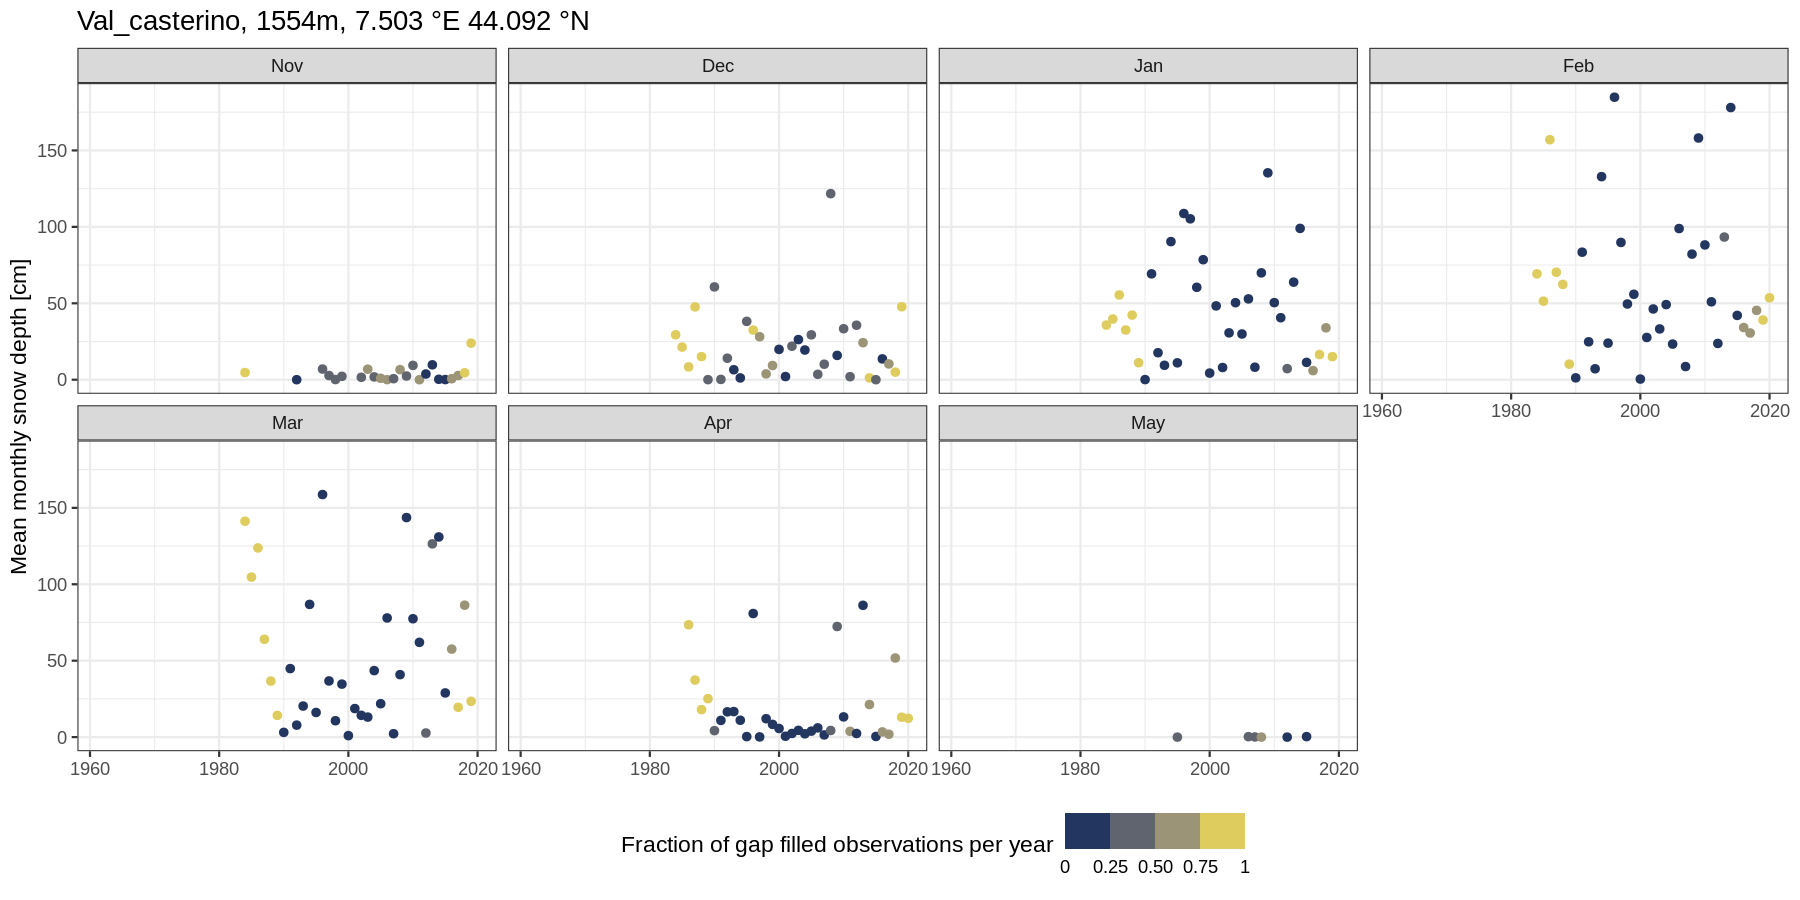 Val_casterino, 1554m, 7.503 °E 44.092 °N
Nov Dec Jan Feb
150
100
50
0
1960 1980 2000 2020
Mean monthly snow depth [cm]
Mar Apr May
150
100
50
0
1960 1980 2000 2020 1960 1980 2000 2020 1960 1980 2000 2020
Fraction of gap filled observations per year
0 0.25 0.50 0.75 1